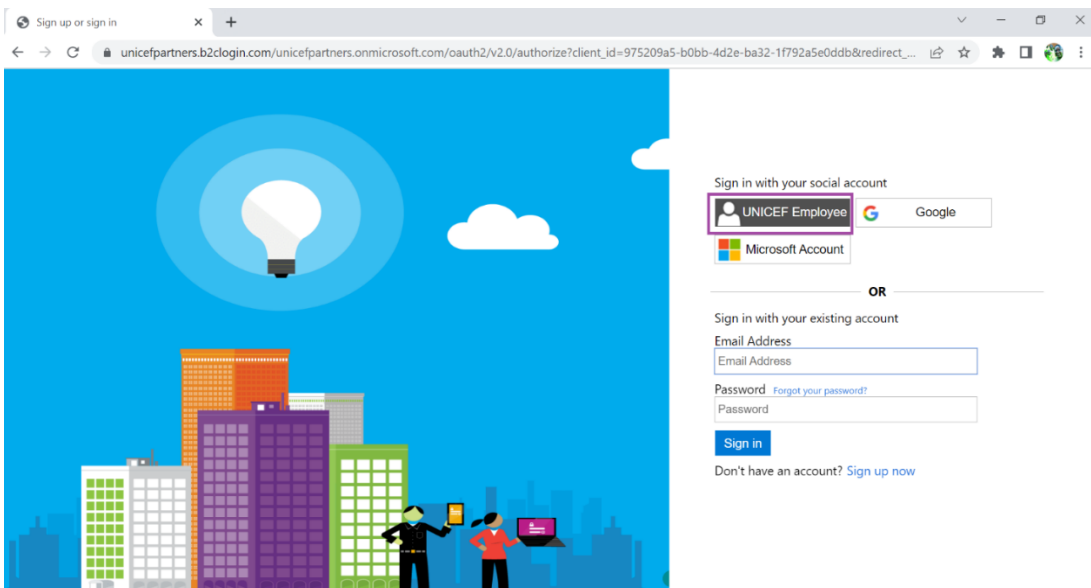 Sign up or sign in
unicefpartners.b2clogin.com/unicefpartners.onmicrosoft.com/oauth2/v2.0/authorize?client_id=975209a5-b0bb-4d2e-ba32-1f792a5e0ddb&redirect_...
Sign in with your social account
UNICEF Employee
Google
Microsoft Account
OR
Sign in with your existing account
Email Address
Email Address
Password Forgot your password?
Password
Sign in
Don't have an account? Sign up now